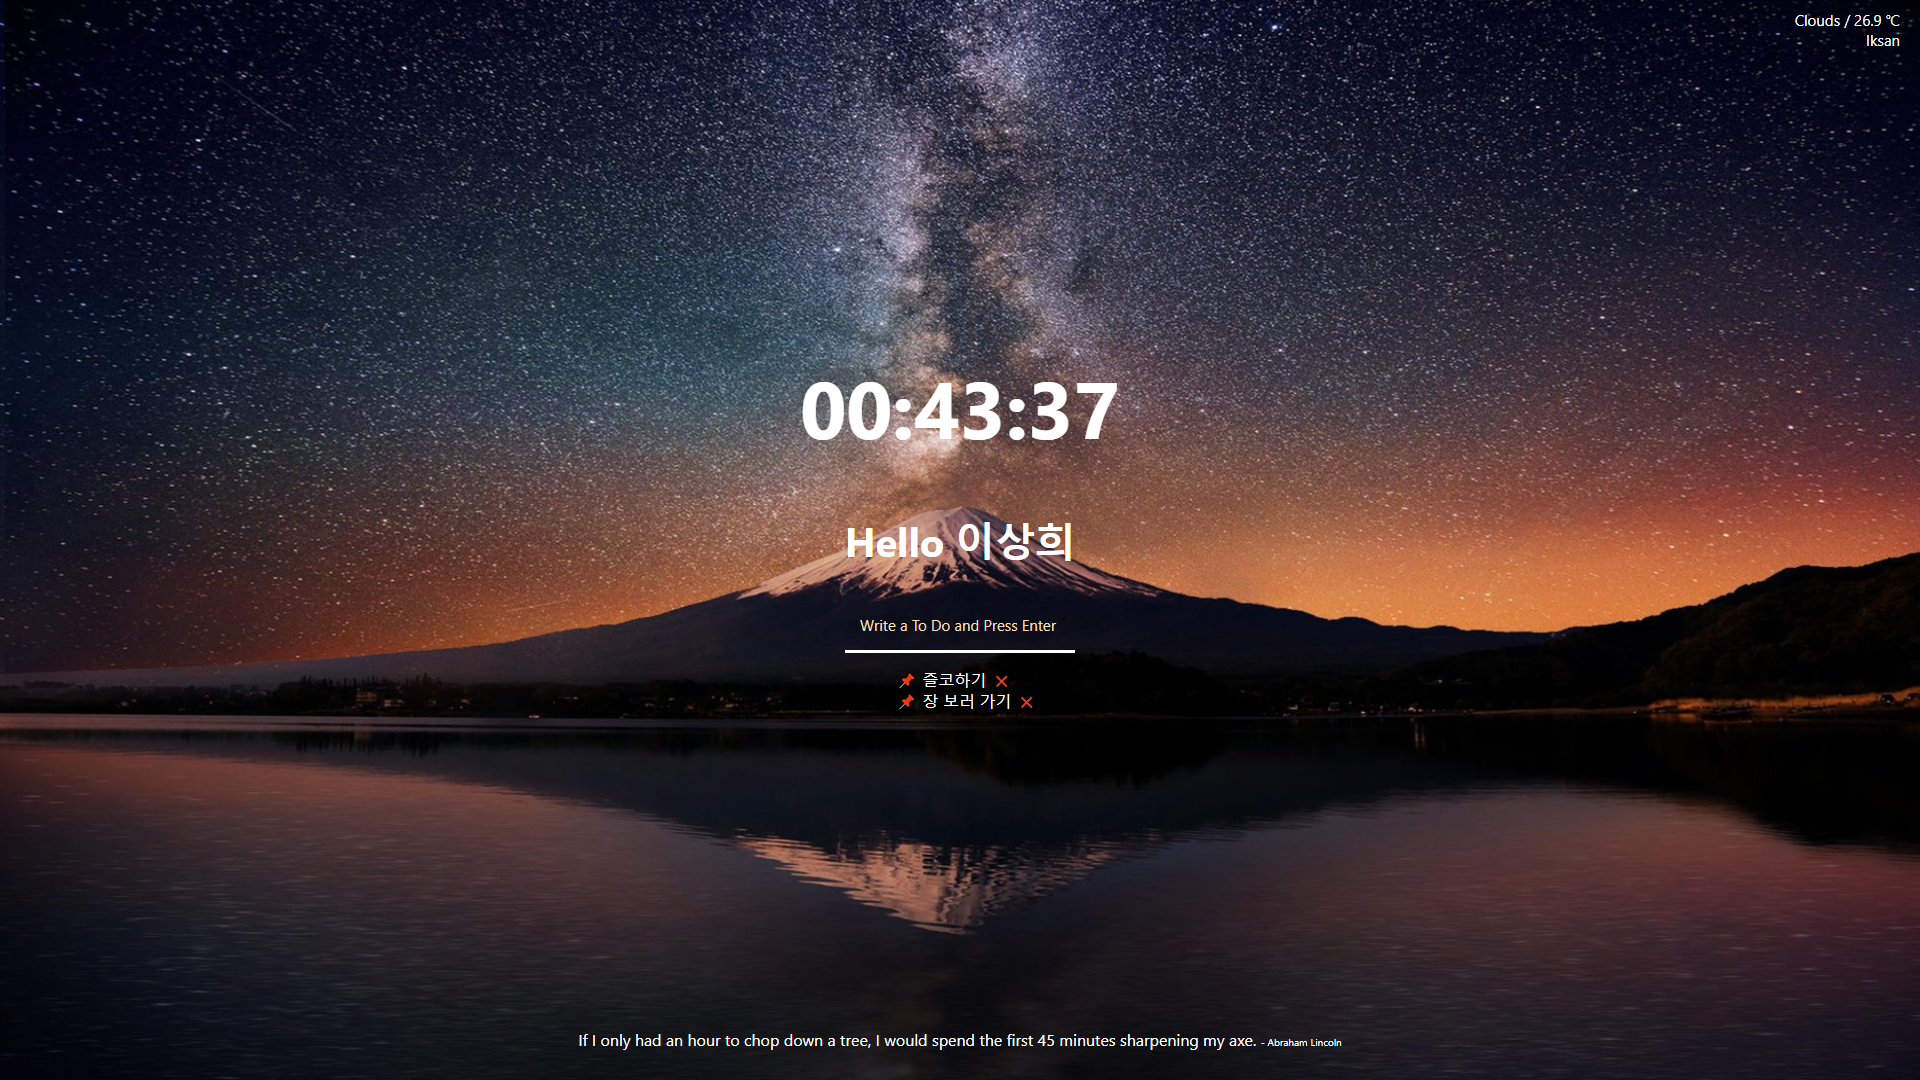 Clouds / 26.9 ℃
Iksan
00:43:37
Hello 이상희
Write a To Do and Press Enter
📌 즐코하기 ❌
📌 장 보러 가기 ❌
If I only had an hour to chop down a tree, I would spend the first 45 minutes sharpening my axe. - Abraham Lincoln